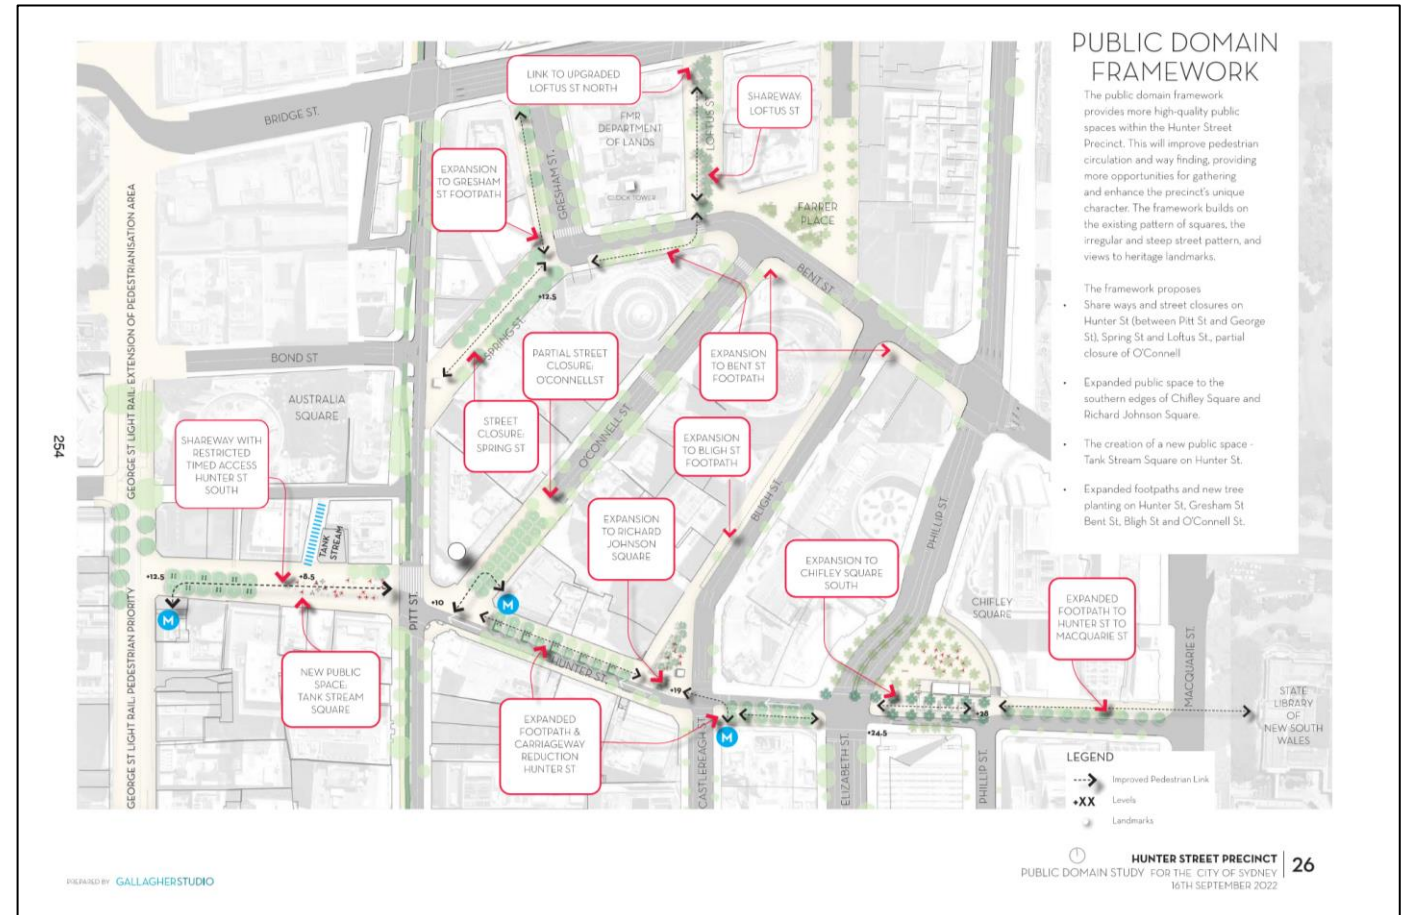 PUBLIC DOMAIN
FRAMEWORK
The public domain framework
provides more high-quality public
spaces within the Hunter Street
Precinct. This will improve pedestrian
circulation and way finding, providing
more opportunities for gathering
and enhance the precinct's unique
character. The framework builds on
the existing pattern of squares, the
irregular and steep street pattern, and
views to heritage landmarks.
The framework proposes
• Share ways and street closures on
Hunter St (between Pitt St and George
St), Spring St and Loftus St., partial
closure of O'Connell
• Expanded public space to the
southern edges of Chifley Square and
Richard Johnson Square.
• The creation of a new public space -
Tank Stream Square on Hunter St.
• Expanded footpaths and new tree
planting on Hunter St, Gresham St
Bent St, Bligh St and O'Connell St.
LINK TO UPGRADED
LOFTUS ST NORTH
SHAREWAY:
LOFTUS ST
LOFTUS ST
BRIDGE ST.
FMR
DEPARTMENT
OF LANDS
CLOCK TOWER
EXPANSION
TO GRESHAM
ST FOOTPATH
GRESHAM ST.
FARRER
PLACE
BENT ST.
+12.5
SPRING ST.
BOND ST
AUSTRALIA
SQUARE
PARTIAL STREET
CLOSURE:
O'CONNELLST
EXPANSION
TO BENT ST
FOOTPATH
STREET
CLOSURE:
SPRING ST
O'CONNELL ST.
EXPANSION
TO BLIGH ST
FOOTPATH
BLIGH ST.
PHILLIP ST.
254
GEORGE ST LIGHT RAIL: EXTENSION OF PEDESTRIANISATION AREA
GEORGE ST LIGHT RAIL: PEDESTRIAN PRIORITY
SHAREWAY WITH
RESTRICTED
TIMED ACCESS
HUNTER ST
SOUTH
TANK
STREAM
EXPANSION
TO RICHARD
JOHNSON
SQUARE
EXPANSION TO
CHIFLEY SQUARE
SOUTH
CHIFLEY
SQUARE
EXPANDED
FOOTPATH TO
HUNTER ST TO
MACQUARIE ST
+12.5
+8.5
+10
M
M
PITT ST.
HUNTER ST.
NEW PUBLIC
SPACE:
TANK STREAM
SQUARE
EXPANDED
FOOTPATH &
CARRIAGEWAY
REDUCTION
HUNTER ST
+19
M
CASTLEREAGH ST
ELIZABETH ST.
+24.5
+28
PHILLIP ST.
MACQUARIE ST.
STATE
LIBRARY
OF
NEW SOUTH
WALES
LEGEND
Improved Pedestrian Link
+XX
Levels
Landmarks
PREPARED BY GALLAGHERSTUDIO
HUNTER STREET PRECINCT
PUBLIC DOMAIN STUDY FOR THE CITY OF SYDNEY
16TH SEPTEMBER 2022
26